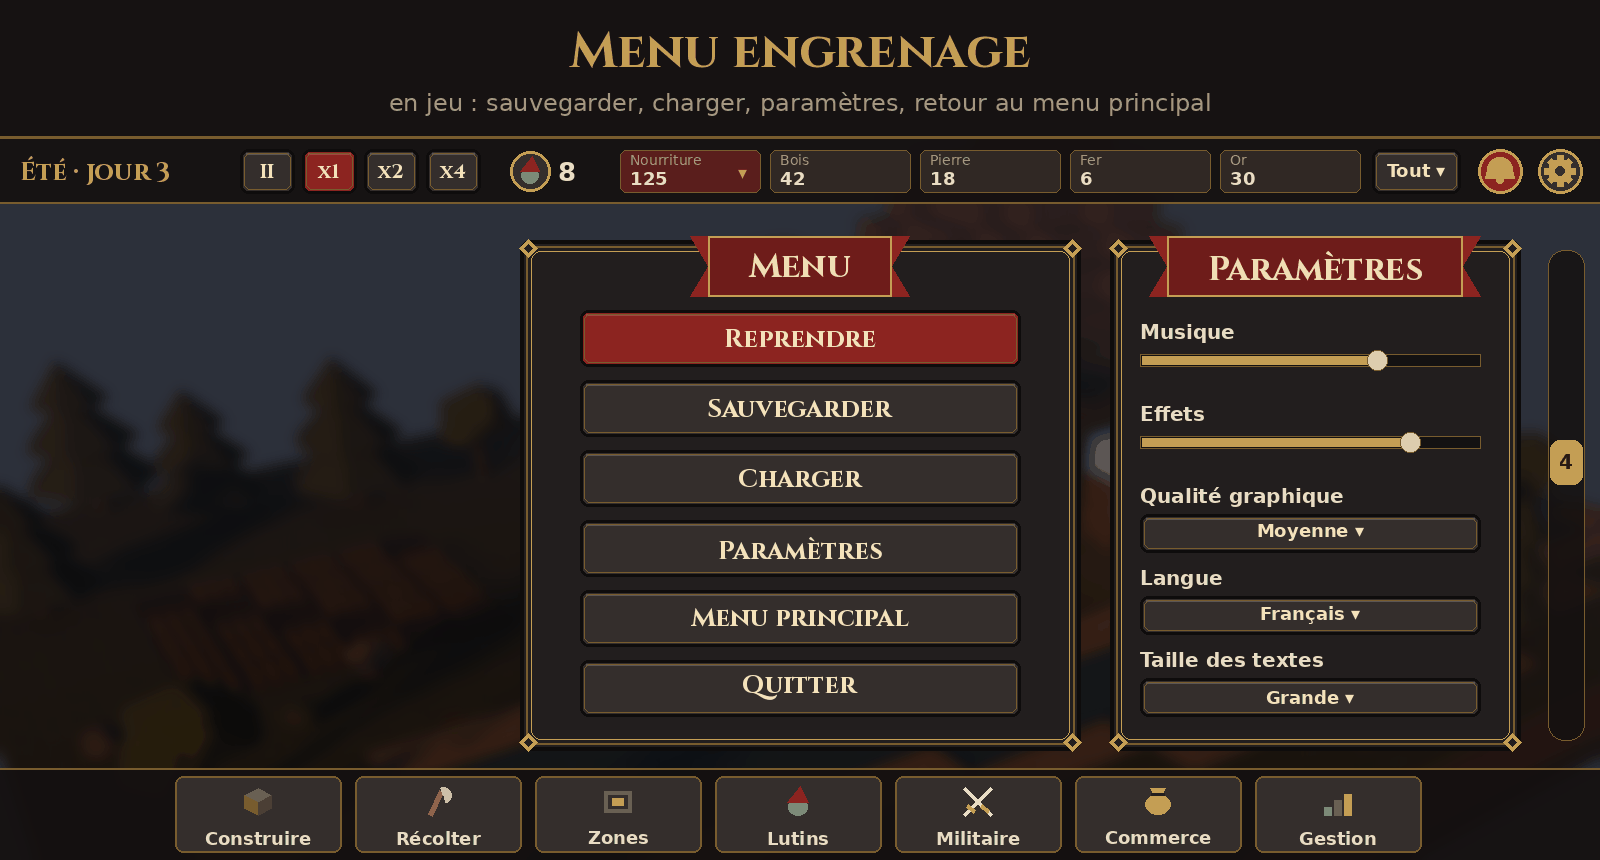 Menu engrenage
en jeu : sauvegarder, charger, paramètres, retour au menu principal
Été · jour 3
II
x1
x2
x4
8
Nourriture
125 ▼
Bois
42
Pierre
18
Fer
6
Or
30
Tout ▾
Menu
Reprendre
Sauvegarder
Charger
Paramètres
Menu principal
Quitter
Paramètres
Musique
Effets
Qualité graphique
Moyenne ▾
Langue
Français ▾
Taille des textes
Grande ▾
4
Construire
Récolter
Zones
Lutins
Militaire
Commerce
Gestion